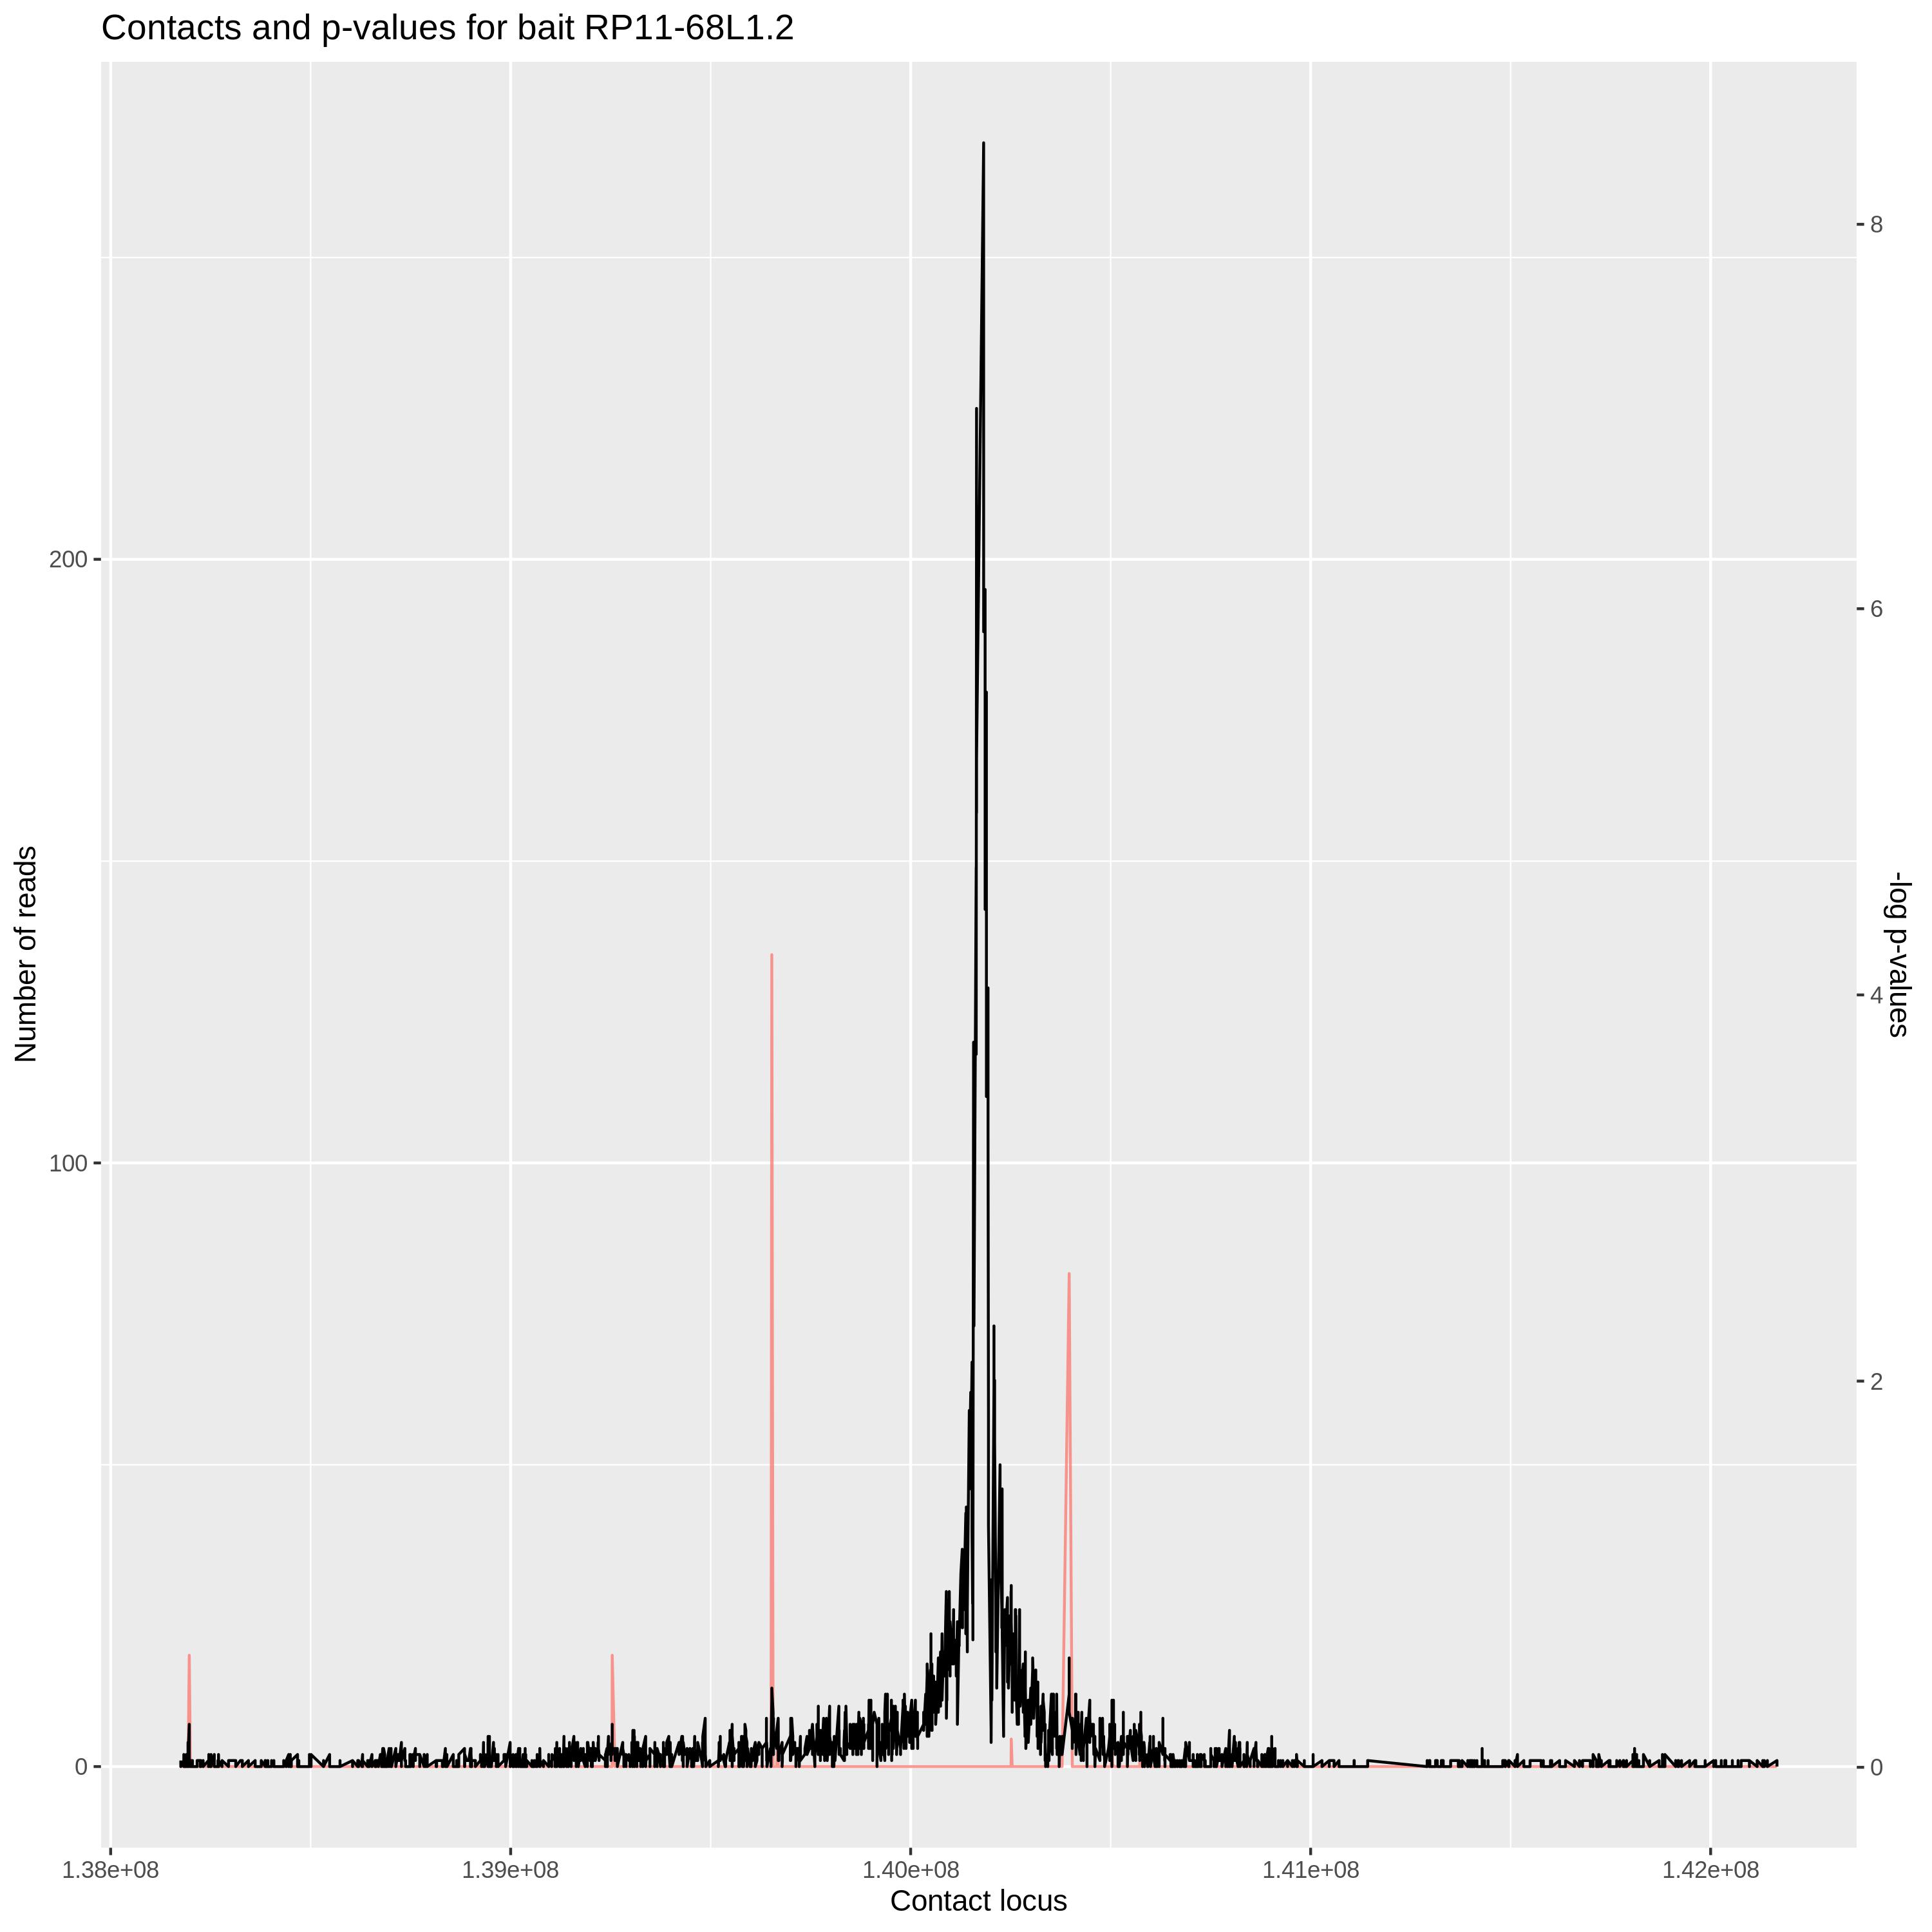 Contacts and p-values for bait RP11-68L1.2
Number of reads
200
100
0
8
6
4
2
0
-log p-values
1.38e+08
1.39e+08
1.40e+08
1.41e+08
1.42e+08
Contact locus